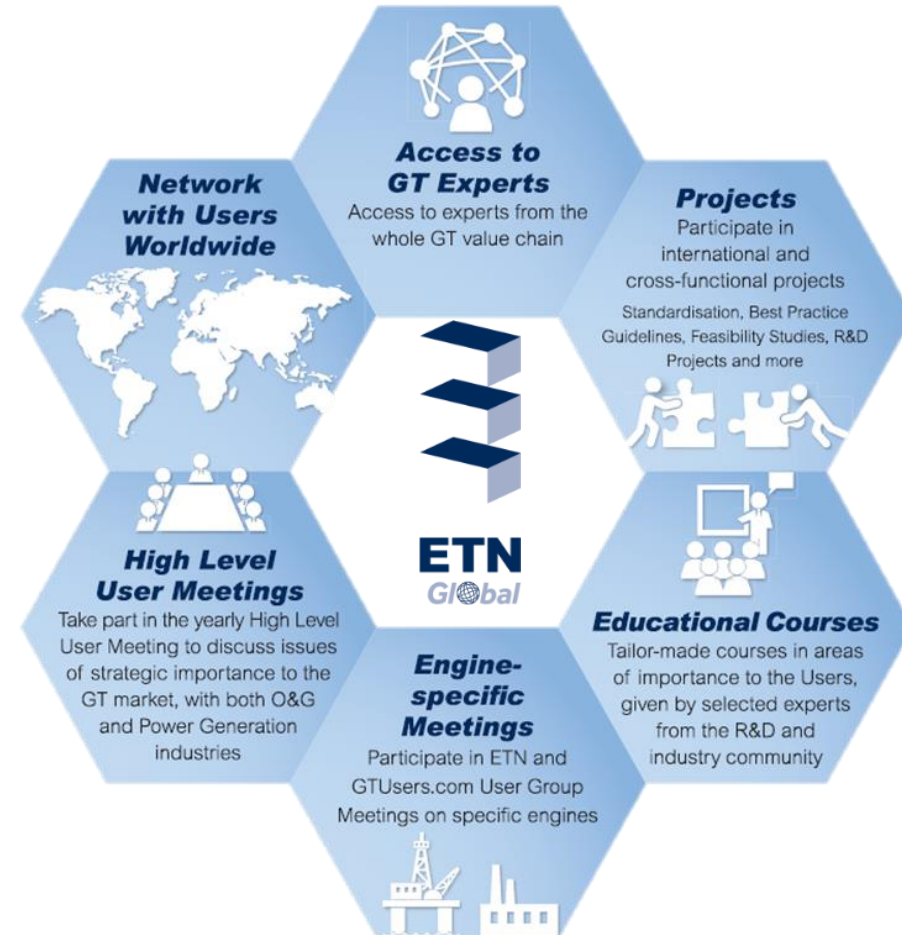 Access to
GT Experts
Access to experts from the
whole GT value chain
Network
with Users
Worldwide
Projects
Participate in
international and
cross-functional projects
Standardisation, Best Practice
Guidelines, Feasibility Studies, R&D
Projects and more
ETN
Global
High Level
User Meetings
Take part in the yearly High Level
User Meeting to discuss issues
of strategic importance to the
GT market, with both O&G
and Power Generation
industries
Educational Courses
Tailor-made courses in areas
of importance to the Users,
given by selected experts
from the R&D and
industry community
Engine-
specific
Meetings
Participate in ETN and
GTUsers.com User Group
Meetings on specific engines